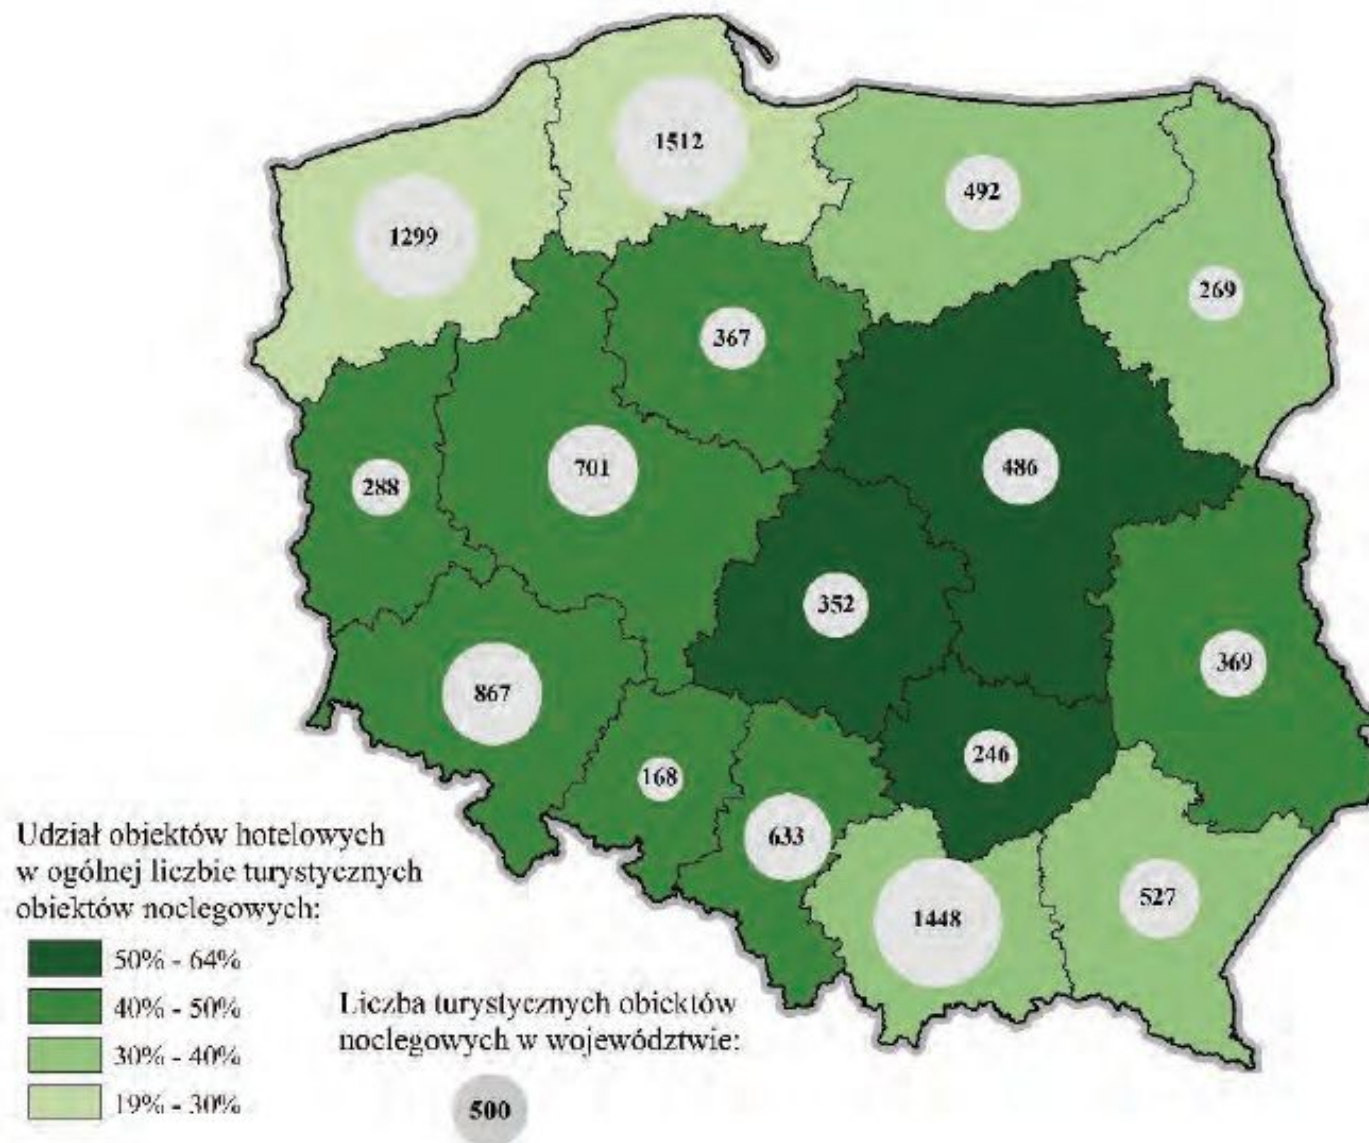 1512
492
1299
269
367
701
486
288
352
369
867
246
168
633
527
1448
Udział obiektów hotelowych
w ogólnej liczbie turystycznych
obiektów noclegowych:
50% - 64%
40% - 50%
30% - 40%
19% - 30%
Liczba turystycznych obiektów
noclegowych w województwie:
500